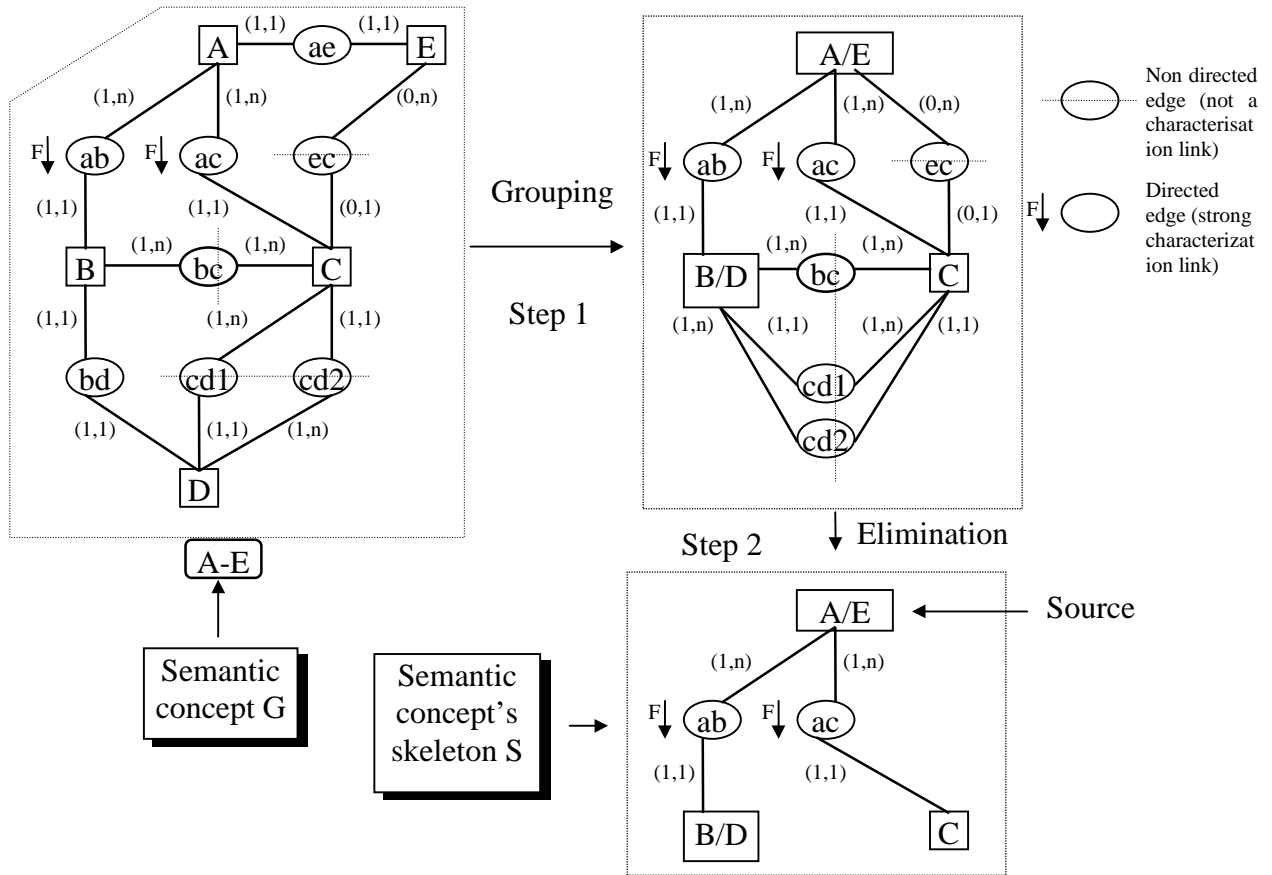 (1,1)
(1,1)
A
ae
E
(1,n)
(1,n)
(0,n)
F
ab
F
ac
ec
(1,1)
(1,1)
(0,1)
B
(1,n)
bc
(1,n)
C
(1,1)
(1,n)
(1,1)
bd
cd1
cd2
(1,1)
(1,1)
(1,n)
D
A-E
Semantic
concept G
Grouping
Step 1
A/E
(1,n)
(1,n)
(0,n)
F
ab
F
ac
ec
(1,1)
(1,1)
(0,1)
B/D
(1,n)
bc
(1,n)
C
(1,n)
(1,1)
(1,n)
(1,1)
cd1
cd2
Non directed
edge (not a
characterisat
ion link)
F
Directed
edge (strong
characterizat
ion link)
Step 2
Elimination
Semantic
concept's
skeleton S
A/E
Source
(1,n)
(1,n)
F
ab
F
ac
(1,1)
(1,1)
B/D
C